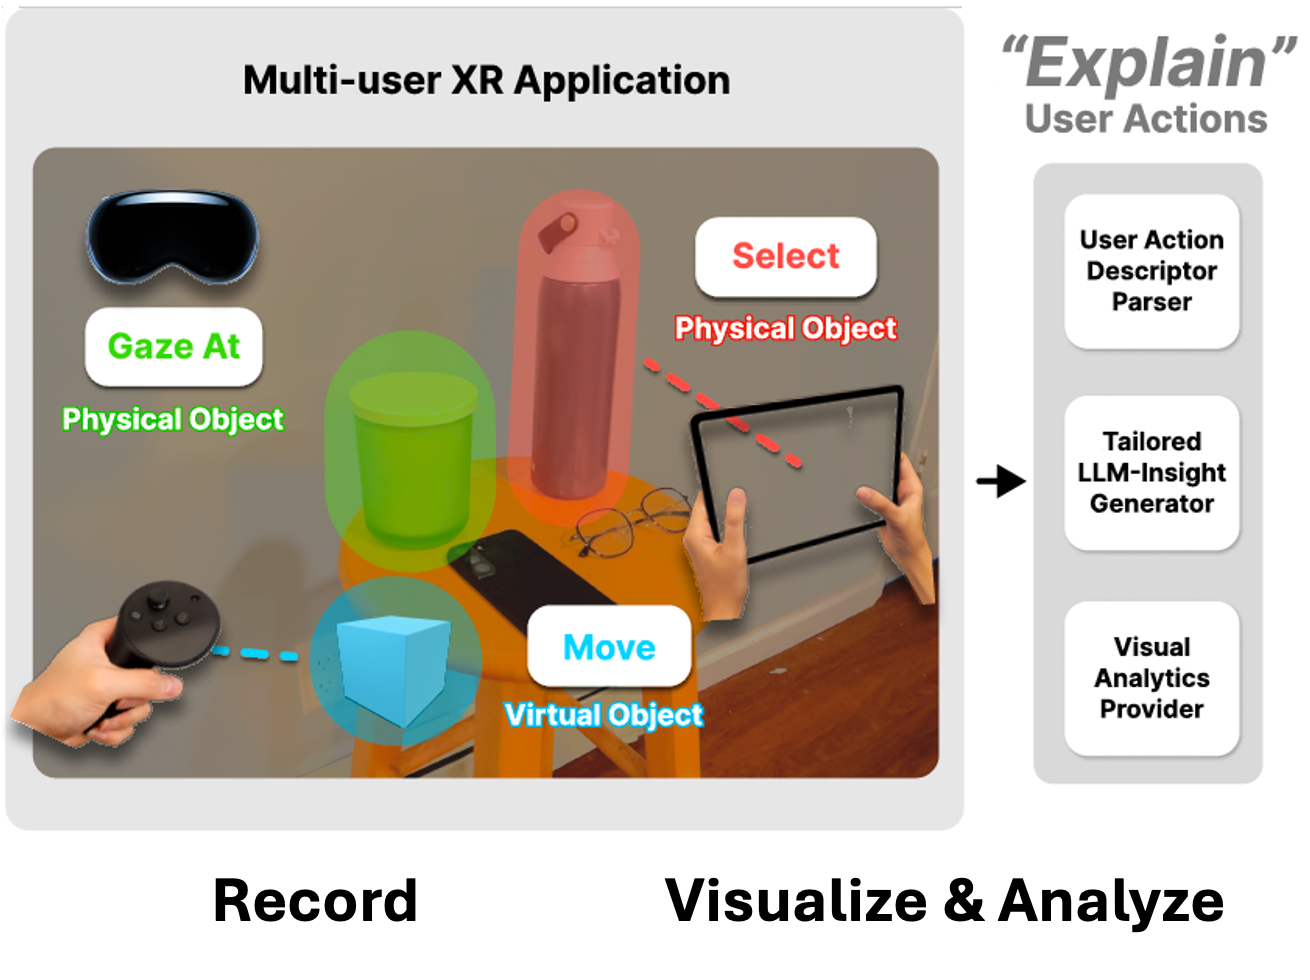 Multi-user XR Application
Gaze At
Physical Object
Select
Physical Object
Move
Virtual Object
“Explain”
User Actions
User Action
Descriptor
Parser
Tailored
LLM-Insight
Generator
Visual
Analytics
Provider
Record
Visualize & Analyze